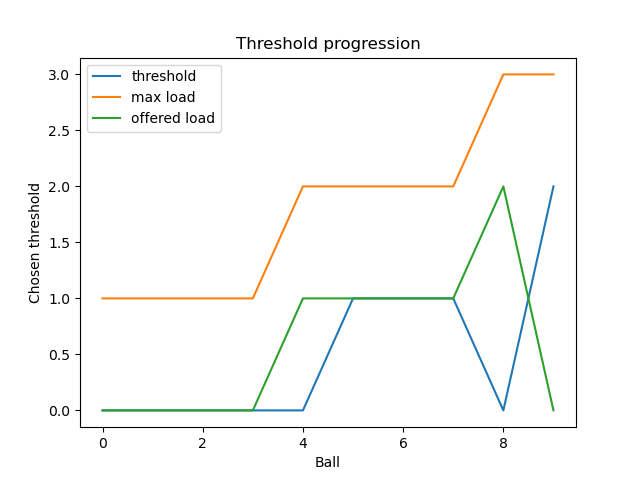 Threshold progression
threshold
max load
offered load
3.0
2.5
2.0
1.5
1.0
0.5
0.0
Chosen threshold
0 2 4 6 8
Ball